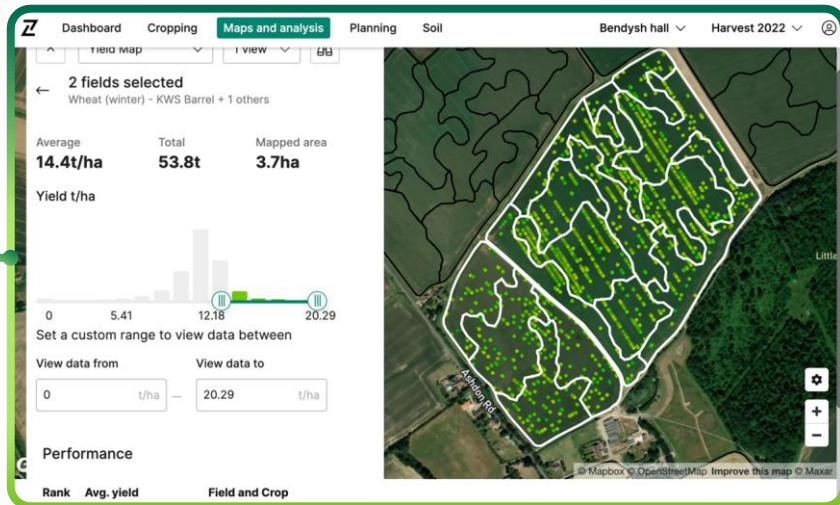 Dashboard Cropping Maps and analysis Planning Soil Bendysh hall Harvest 2022
Yield Map 1 view
2 fields selected
Wheat (winter) - KWS Barrel + 1 others
Average Total Mapped area
14.4t/ha 53.8t 3.7ha
Yield t/ha
0 5.41 12.18 20.29
Set a custom range to view data between
View data from View data to
0 t/ha — 20.29 t/ha
Performance
Rank Avg. yield Field and Crop
Little
Ashdon Rd
+
−
© Mapbox © OpenStreetMap Improve this map © Maxar